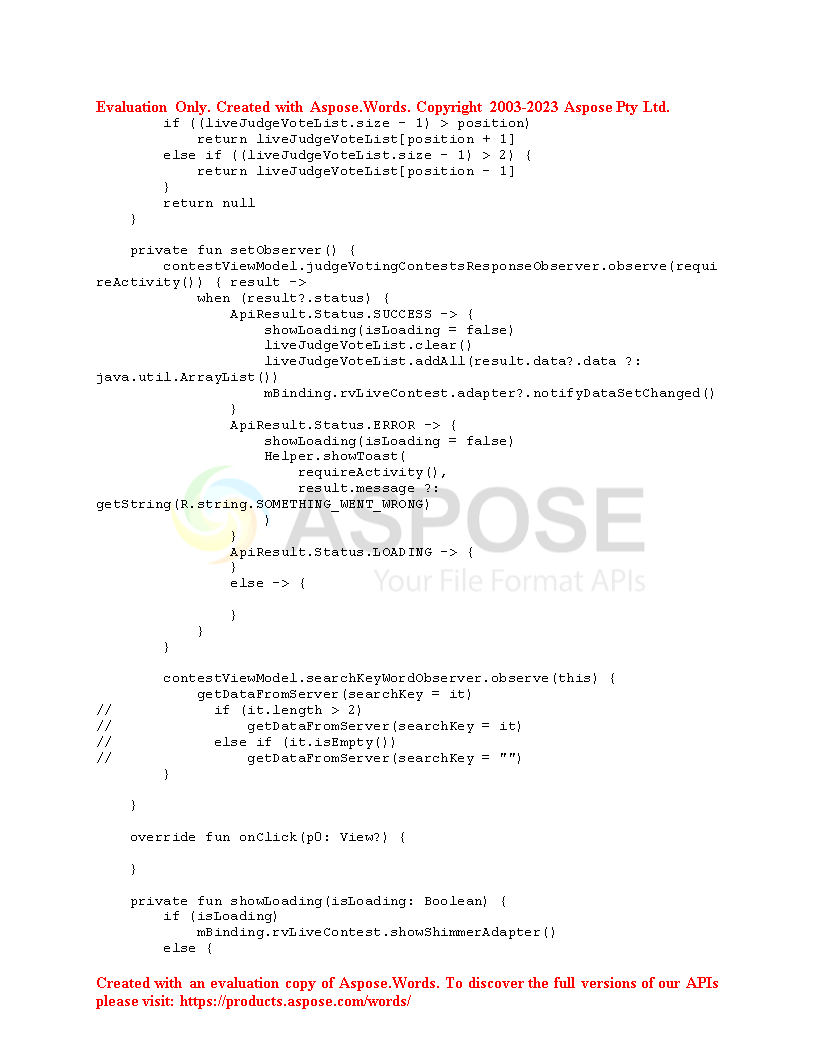 Evaluation Only. Created with Aspose.Words. Copyright 2003-2023 Aspose Pty Ltd.
        if ((liveJudgeVoteList.size - 1) > position)
            return liveJudgeVoteList[position + 1]
        else if ((liveJudgeVoteList.size - 1) > 2) {
            return liveJudgeVoteList[position - 1]
        }
        return null
    }

    private fun setObserver() {
        contestViewModel.judgeVotingContestsResponseObserver.observe(requi
reActivity()) { result ->
            when (result?.status) {
                ApiResult.Status.SUCCESS -> {
                    showLoading(isLoading = false)
                    liveJudgeVoteList.clear()
                    liveJudgeVoteList.addAll(result.data?.data ?:
java.util.ArrayList())
                    mBinding.rvLiveContest.adapter?.notifyDataSetChanged()
                }
                ApiResult.Status.ERROR -> {
                    showLoading(isLoading = false)
                    Helper.showToast(
                        requireActivity(),
                        result.message ?:
getString(R.string.SOMETHING_WENT_WRONG)
                    )
                }
                ApiResult.Status.LOADING -> {
                }
                else -> {

                }
            }
        }

        contestViewModel.searchKeyWordObserver.observe(this) {
            getDataFromServer(searchKey = it)
//            if (it.length > 2)
//                getDataFromServer(searchKey = it)
//            else if (it.isEmpty())
//                getDataFromServer(searchKey = "")
        }

    }

    override fun onClick(p0: View?) {

    }

    private fun showLoading(isLoading: Boolean) {
        if (isLoading)
            mBinding.rvLiveContest.showShimmerAdapter()
        else {
ASPOSE
Your File Format APIs
Created with an evaluation copy of Aspose.Words. To discover the full versions of our APIs
please visit: https://products.aspose.com/words/